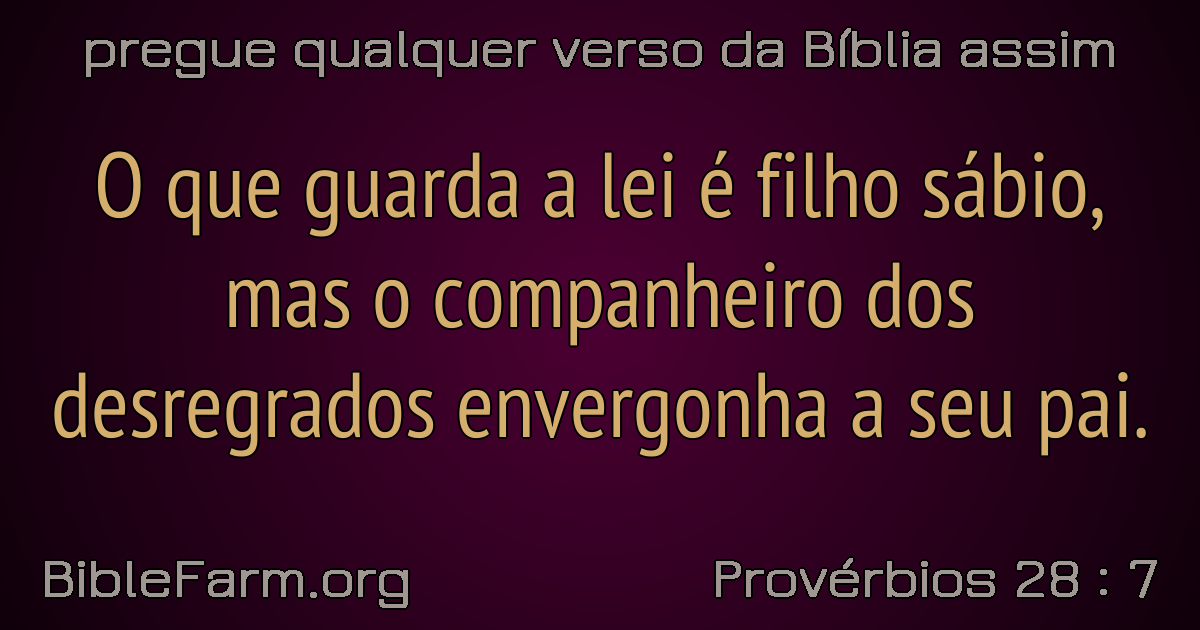 pregue qualquer verso da Bíblia assim
O que guarda a lei é filho sábio,
mas o companheiro dos
desregrados envergonha a seu pai.
BibleFarm.org
Provérbios 28 : 7